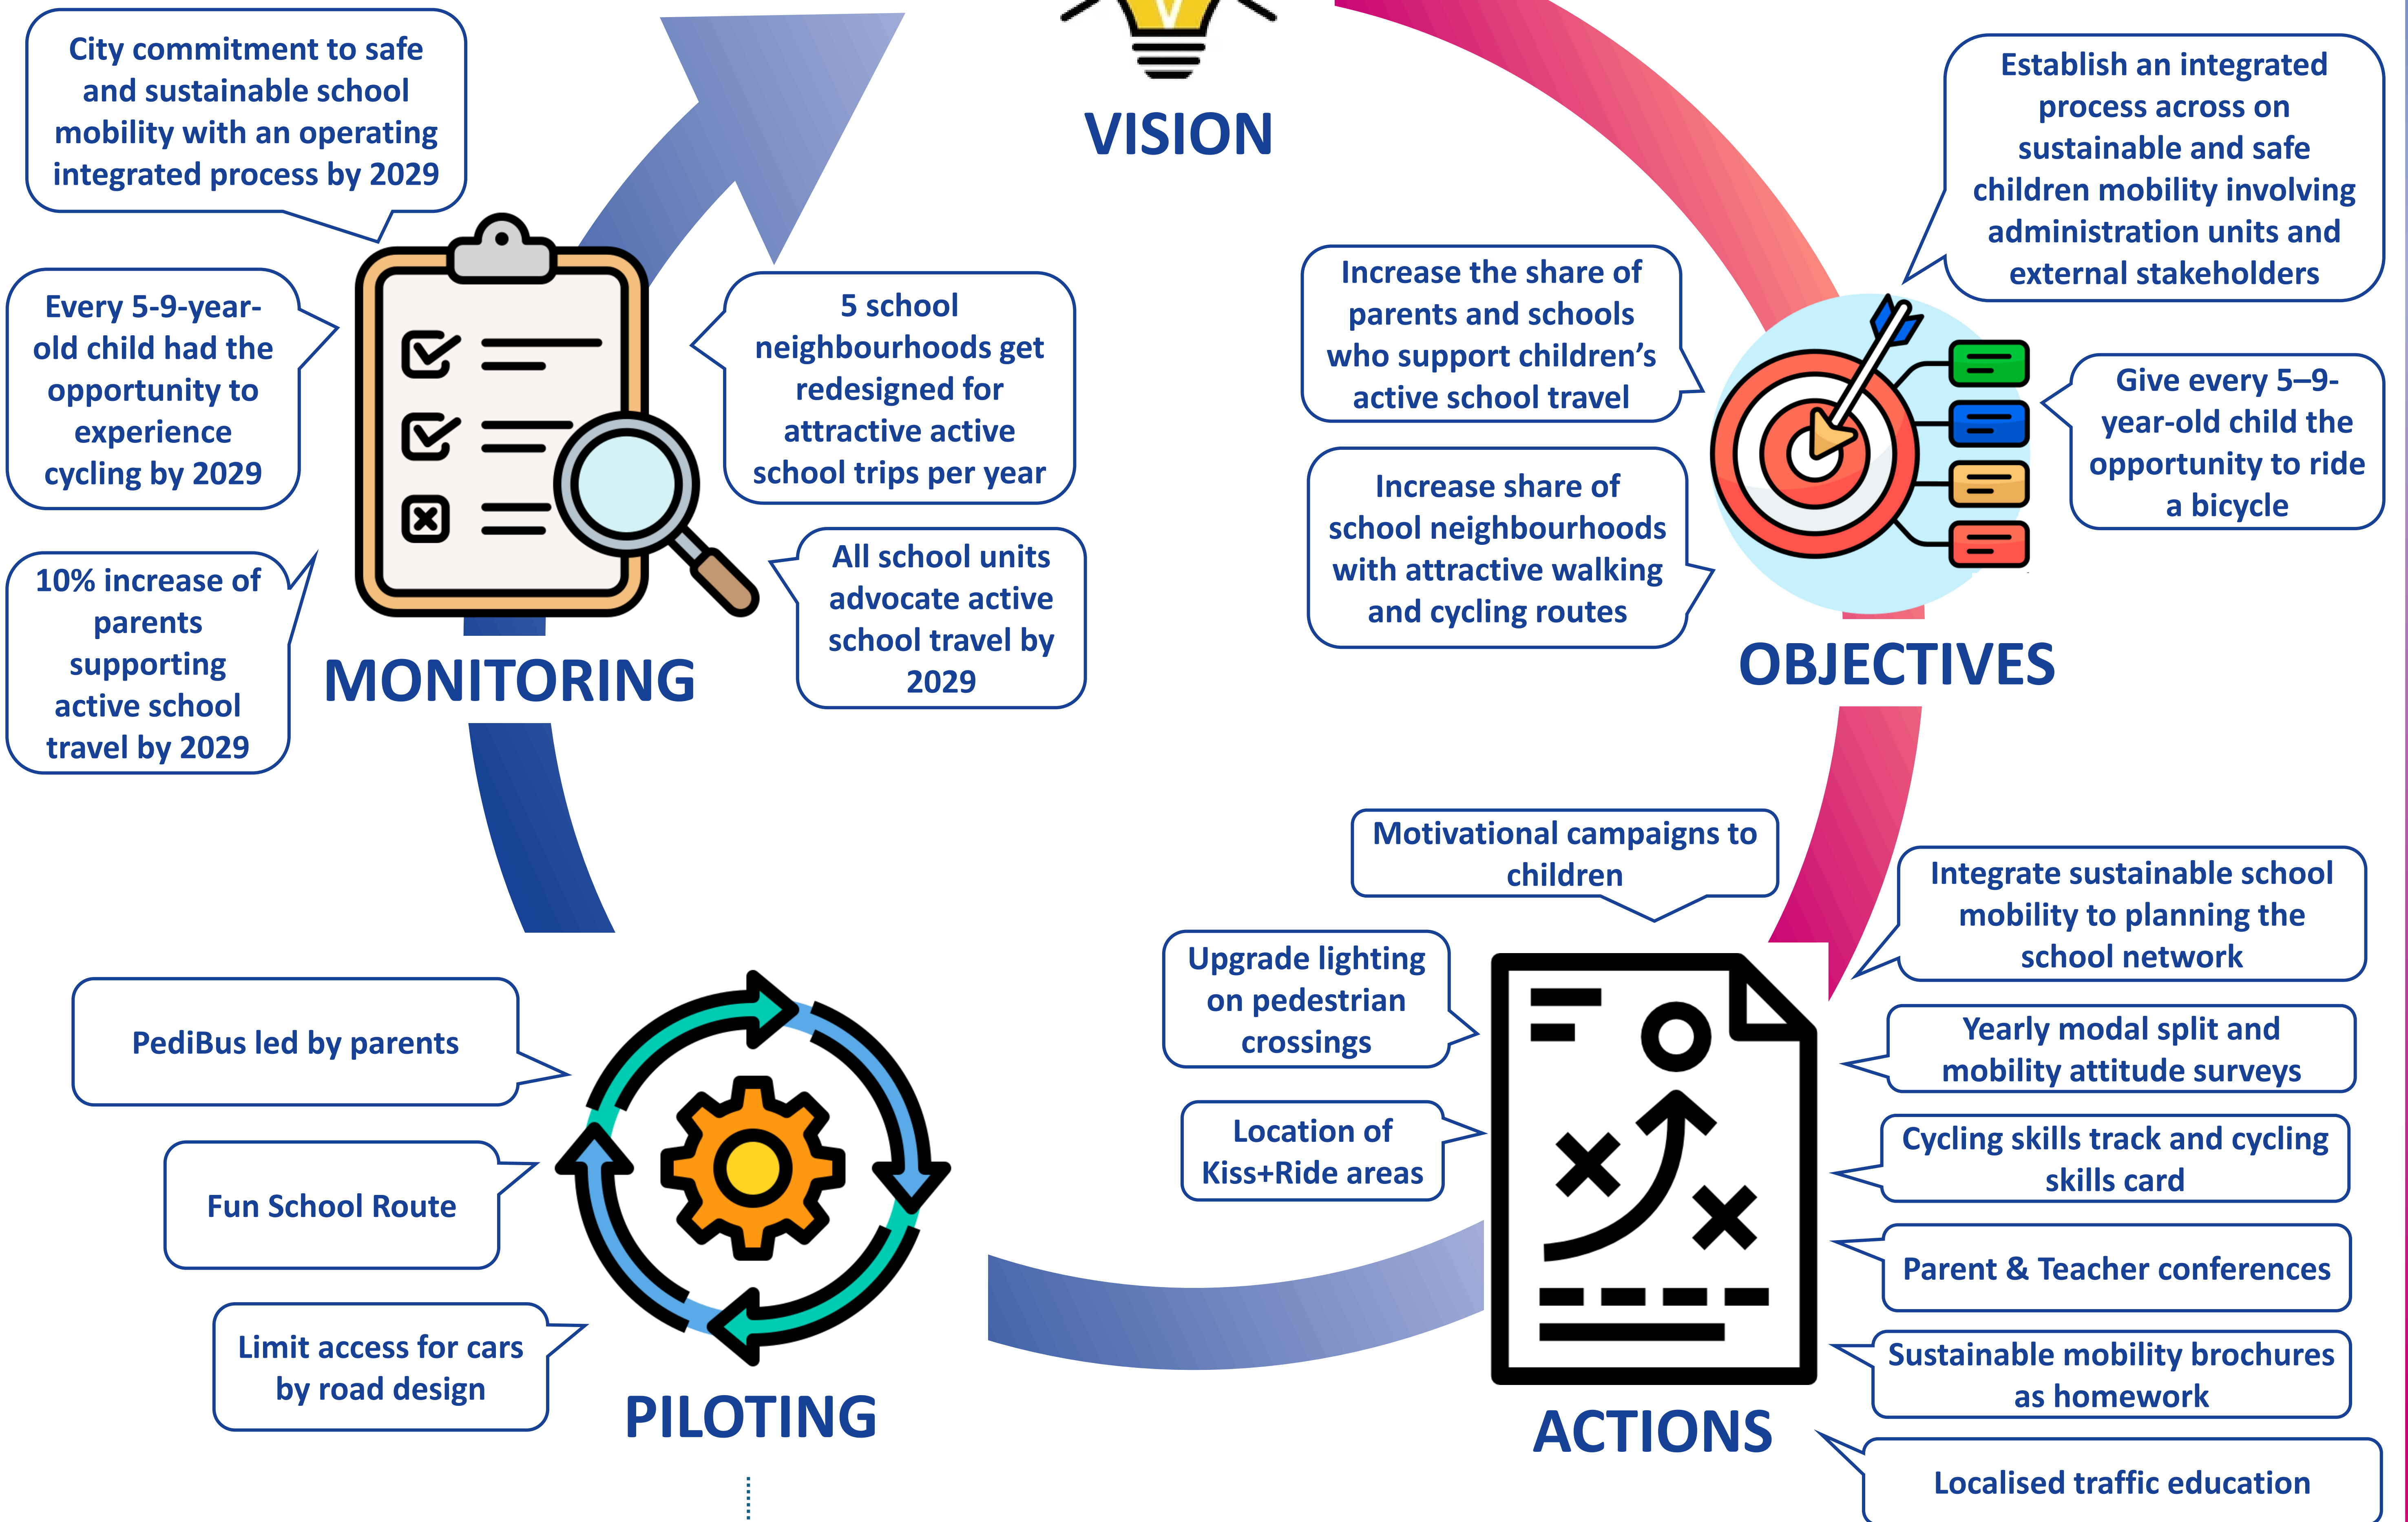 VISION
City commitment to safe
and sustainable school
mobility with an operating
integrated process by 2029
Every 5-9-year-
old child had the
opportunity to
experience
cycling by 2029
10% increase of
parents
supporting
active school
travel by 2029
5 school
neighbourhoods get
redesigned for
attractive active
school trips per year
All school units
advocate active
school travel by
2029
MONITORING
Establish an integrated
process across on
sustainable and safe
children mobility involving
administration units and
external stakeholders
Increase the share of
parents and schools
who support children’s
active school travel
Give every 5–9-
year-old child the
opportunity to ride
a bicycle
Increase share of
school neighbourhoods
with attractive walking
and cycling routes
OBJECTIVES
Motivational campaigns to
children
Upgrade lighting
on pedestrian
crossings
Location of
Kiss+Ride areas
Integrate sustainable school
mobility to planning the
school network
Yearly modal split and
mobility attitude surveys
Cycling skills track and cycling
skills card
Parent & Teacher conferences
Sustainable mobility brochures
as homework
Localised traffic education
ACTIONS
PediBus led by parents
Fun School Route
Limit access for cars
by road design
PILOTING